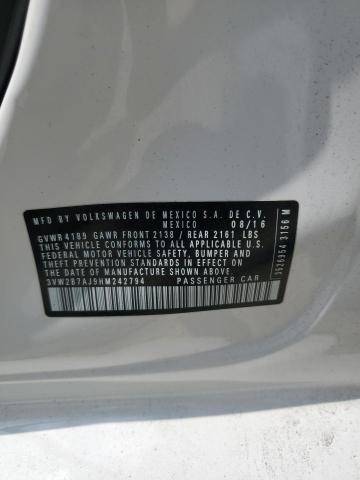 MFD BY VOLKSWAGEN DE MEXICO S.A. DE C.V.
MEXICO 08/16
GVWR 4189 GAWR FRONT 2138 / REAR 2161 LBS
THIS VEHICLE CONFORMS TO ALL APPLICABLE U.S.
FEDERAL MOTOR VEHICLE SAFETY, BUMPER, AND
THEFT PREVENTION STANDARDS IN EFFECT
ON THE DATE OF MANUFACTURE SHOWN ABOVE.
3VW2B7AJ9HM242794 PASSENGER CAR
3156 M